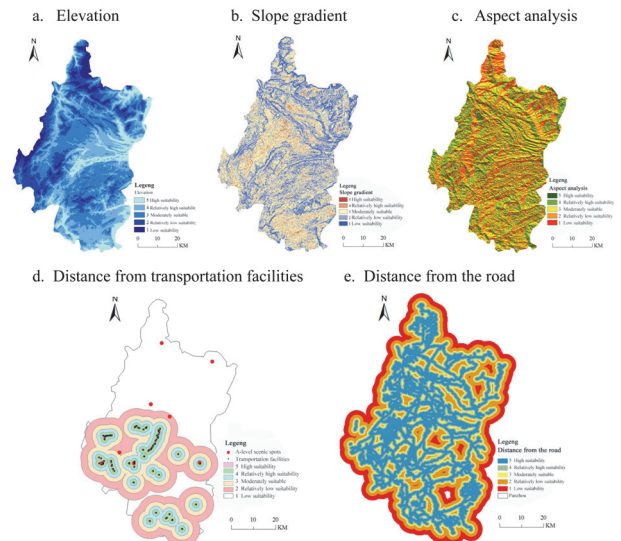 a. Elevation
b. Slope gradient
c. Aspect analysis
N
N
N
Legeng
Elevation
5 High suitability
4 Relatively high suitability
3 Moderately suitable
2 Relatively low suitability
1 Low suitability
0 10 20
KM
Legeng
Slope gradient
5 High suitability
4 Relatively high suitability
3 Moderately suitable
2 Relatively low suitability
1 Low suitability
0 10 20
KM
Legeng
Aspect analysis
5 High suitability
4 Relatively high suitability
3 Moderately suitable
2 Relatively low suitability
1 Low suitability
0 10 20
KM
d. Distance from transportation facilities
e. Distance from the road
N
N
Legeng
A-level scenic spots
Transportation facilities
5 High suitability
4 Relatively high suitability
3 Moderately suitable
2 Relatively low suitability
1 Low suitability
0 10 20
KM
Legeng
Distance from the road
5 High suitability
4 Relatively high suitability
3 Moderately suitable
2 Relatively low suitability
1 Low suitability
Panzhou
0 10 20
KM